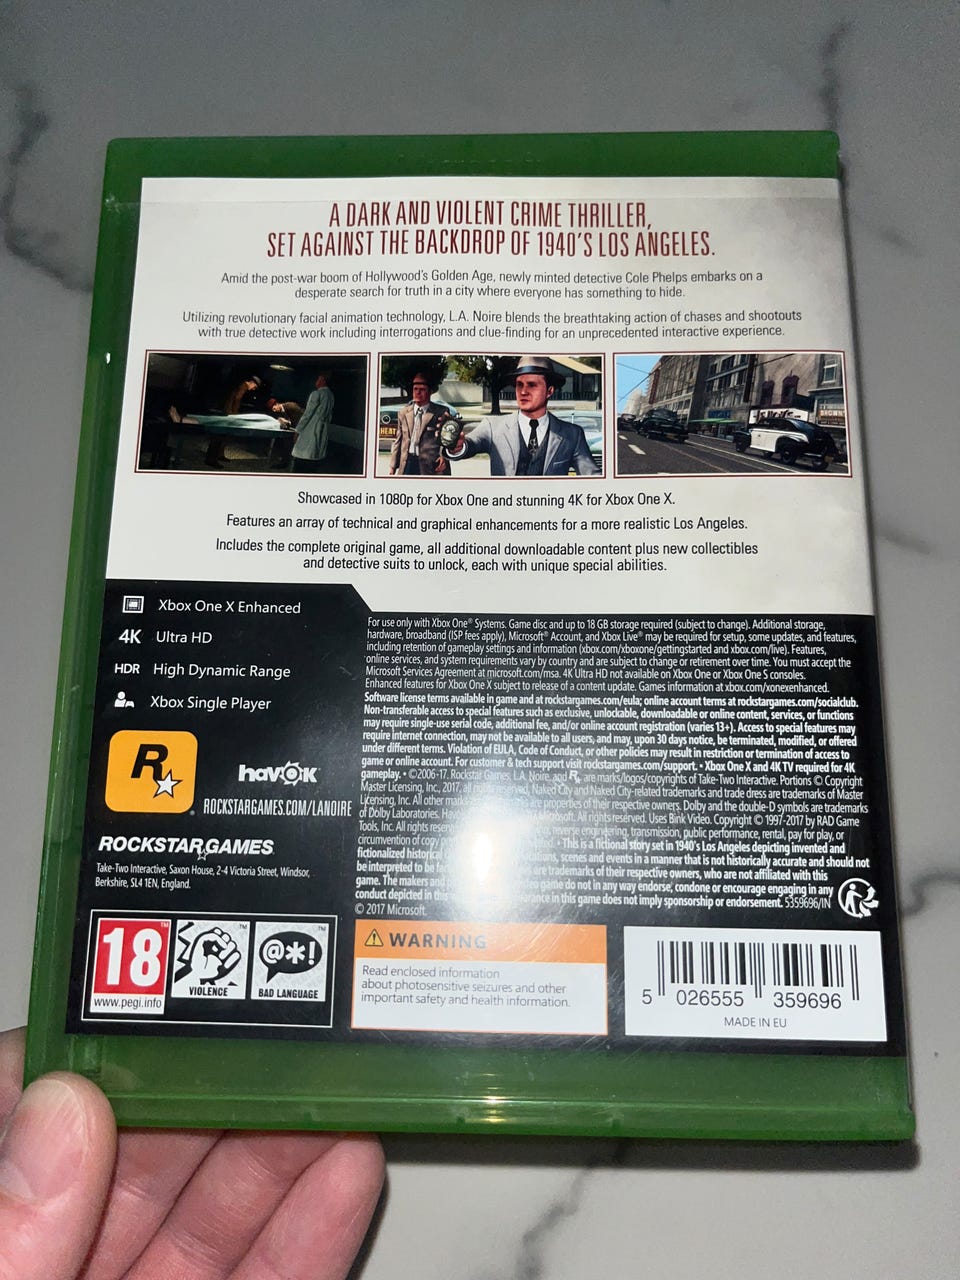 A DARK AND VIOLENT CRIME THRILLER,
SET AGAINST THE BACKDROP OF 1940'S LOS ANGELES.
Amid the post-war boom of Hollywood's Golden Age, newly minted detective Cole Phelps embarks on a
desperate search for truth in a city where everyone has something to hide.
Utilizing revolutionary facial animation technology, L.A. Noire blends the breathtaking action of chases and shootouts
with true detective work including interrogations and clue-finding for an unprecedented interactive experience.
HEAT
BROWN
Showcased in 1080p for Xbox One and stunning 4K for Xbox One X.
Features an array of technical and graphical enhancements for a more realistic Los Angeles.
Includes the complete original game, all additional downloadable content plus new collectibles
and detective suits to unlock, each with unique special abilities.
Xbox One X Enhanced
4K Ultra HD
HDR High Dynamic Range
Xbox Single Player
R
havok
ROCKSTARGAMES.COM/LANOIRE
ROCKSTAR GAMES
Take-Two Interactive, Saxon House, 2-4 Victoria Street, Windsor,
Berkshire, SL4 1EN, England.
For use only with Xbox One® Systems. Game disc and up to 18 GB storage required (subject to change). Additional storage,
hardware, broadband (ISP fees apply), Microsoft® Account, and Xbox Live® may be required for setup, some updates, and features,
including retention of gameplay settings and information (xbox.com/xboxone/gettingstarted and xbox.com/live). Features,
online services, and system requirements vary by country and are subject to change or retirement over time. You must accept the
Microsoft Services Agreement at microsoft.com/msa. 4K Ultra HD not available on Xbox One or Xbox One S consoles.
Enhanced features for Xbox One X subject to release of a content update. Games information at xbox.com/xonexenhanced.
Software license terms available in game and at rockstargames.com/eula; online account terms at rockstargames.com/socialclub.
Non-transferable access to special features such as exclusive, unlockable, downloadable or online content, services, or functions
may require single-use serial code, additional fee, and/or online account registration (varies 13+). Access to special features may
require internet connection, may not be available to all users, and may, upon 30 days notice, be terminated, modified, or offered
under different terms. Violation of EULA, Code of Conduct, or other policies may result in restriction or termination of access to
game or online account. For customer & tech support visit rockstargames.com/support. • Xbox One X and 4K TV required for 4K
gameplay. • ©2006-17. Rockstar Games, L.A. Noire, and R are marks/logos/copyrights of Take-Two Interactive. Portions © Copyright
Master Licensing, Inc., 2017, all rights reserved, Naked City and Naked City-related trademarks and trade dress are trademarks of Master
Licensing, Inc. All other marks are properties of their respective owners. Dolby and the double-D symbols are trademarks
of Dolby Laboratories. Microsoft. All rights reserved. Uses Bink Video. Copyright © 1997-2017 by RAD Game
Tools, Inc. All rights reverse engineering, transmission, public performance, rental, pay for play, or
circumvention of copy • This is a fictional story set in 1940's Los Angeles depicting invented and
fictionalized historical locations, scenes and events in a manner that is not historically accurate and should not
be interpreted to be are trademarks of their respective owners, who are not affiliated with this
game. The makers and video game do not in any way endorse, condone or encourage engaging in any
conduct depicted in this appearance in this game does not imply sponsorship or endorsement. 5359696/IN
© 2017 Microsoft.
18
www.pegi.info
VIOLENCE
@*!
BAD LANGUAGE
WARNING
Read enclosed information
about photosensitive seizures and other
important safety and health information.
5 026555 359696
MADE IN EU